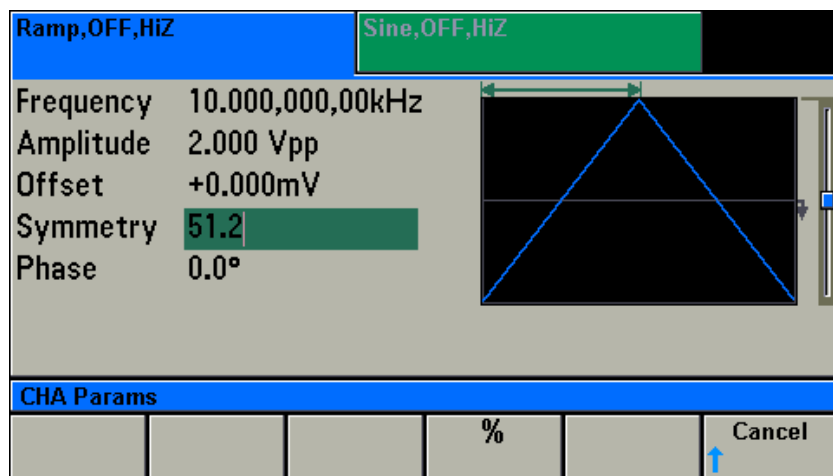 Ramp,OFF,HiZ
Sine,OFF,HiZ
Frequency 10.000,000,00kHz
Amplitude 2.000 Vpp
Offset +0.000mV
Symmetry 51.2
Phase 0.0°
CHA Params
% Cancel